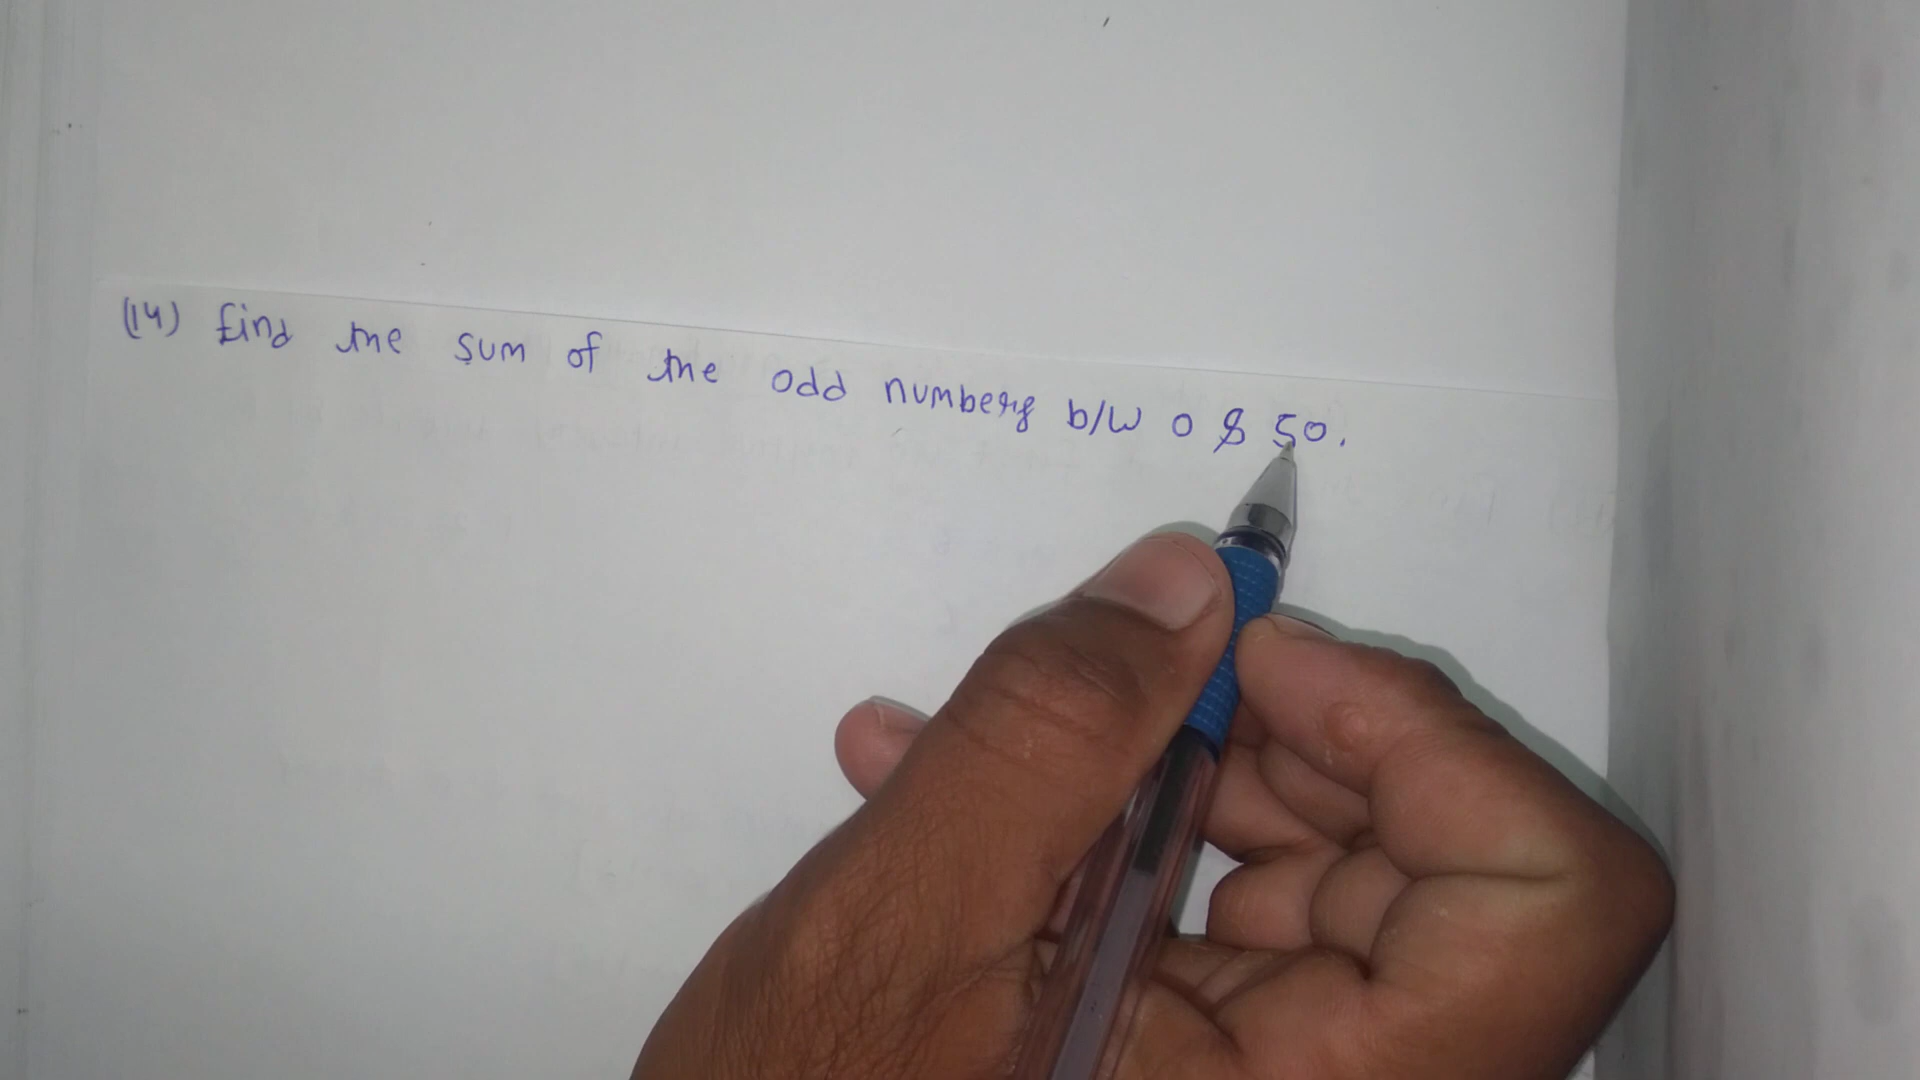 (14) find the sum of the odd numbers b/w 0 & 50.